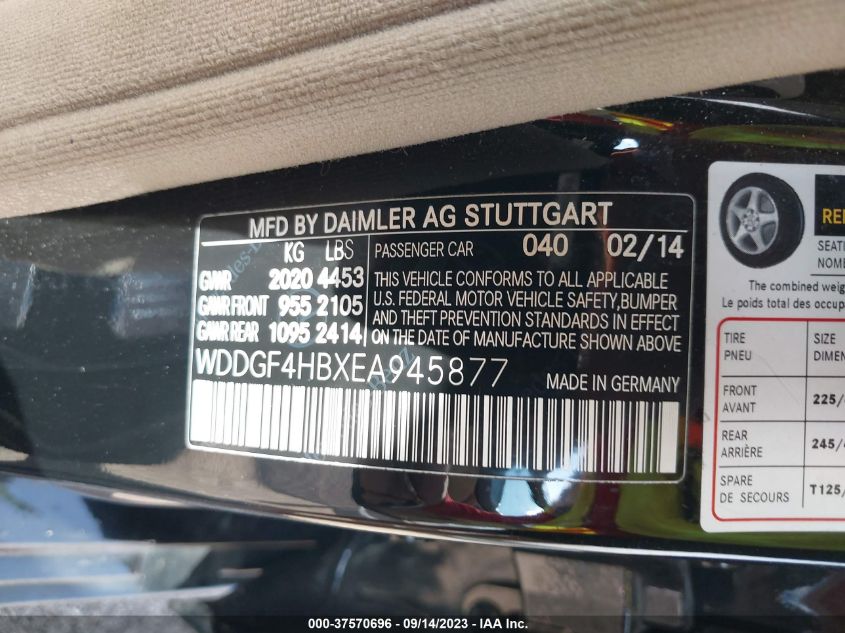 MFD BY DAIMLER AG STUTTGART
KG LBS PASSENGER CAR 040 02/14
GVWR 2020 4453
GAWR FRONT 955 2105
GAWR REAR 1095 2414
THIS VEHICLE CONFORMS TO ALL APPLICABLE
U.S. FEDERAL MOTOR VEHICLE SAFETY,BUMPER
AND THEFT PREVENTION STANDARDS IN EFFECT
ON THE DATE OF MANUFACTURE SHOWN ABOVE
WDDGF4HBXEA945877 MADE IN GERMANY
The combined
Le poids total des
TIRE SIZE
PNEU
FRONT 225/
AVANT
REAR 245/
ARRIÈRE
SPARE T125/
DE SECOURS
000-37570696 / 09/14/2023 / IMPACT AUTO AUCTIONS, INC.